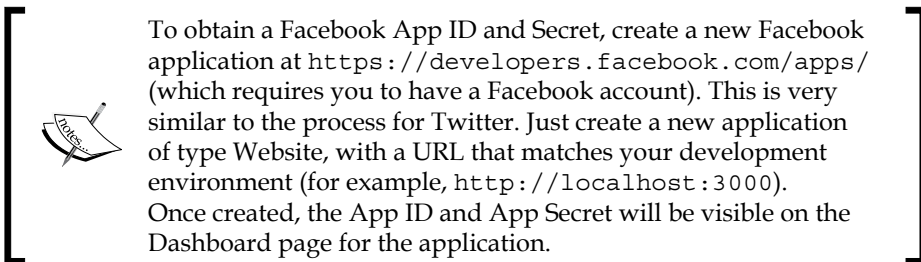 To obtain a Facebook App ID and Secret, create a new Facebook
application at https://developers.facebook.com/apps/
(which requires you to have a Facebook account). This is very
similar to the process for Twitter. Just create a new application
of type Website, with a URL that matches your development
environment (for example, http://localhost:3000).
Once created, the App ID and App Secret will be visible on the
Dashboard page for the application.
notes...